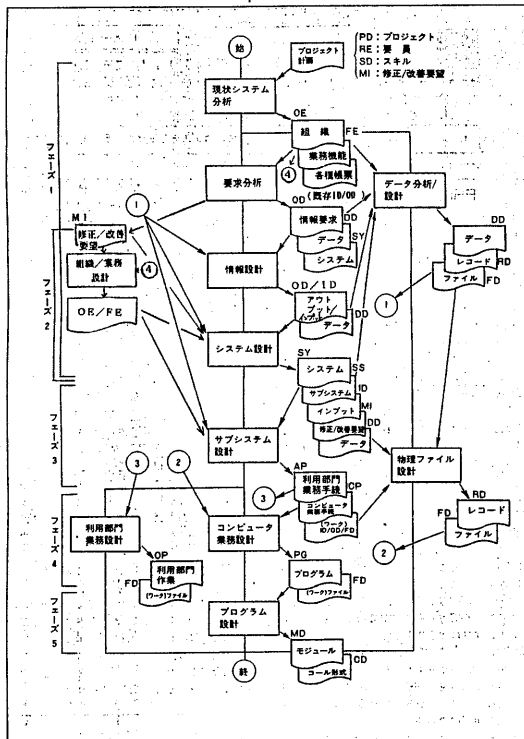 始
プロジェクト
計画
PD：プロジェクト
RE：要員
SD：スキル
MI：修正/改善要望
現状システム
分析
OE
組織
FE
業務機能
各種帳票
フェーズ1
要求分析
④
データ分析/
設計
OD(既存ID/OD)
①
情報要求
DD
データ
SY
システム
MI
修正/改善
要望
DD
データ
レコード
RD
ファイル
FD
組織/業務
設計
④
情報設計
①
OD/ID
アウト
プット/
インプット
DD
データ
フェーズ2
OE/FE
システム設計
SY
システム
SS
サブシステム
ID
インプット
MI
修正/改善要望
DD
データ
フェーズ3
サブシステム
設計
物理ファイル
設計
AP
利用部門
業務手続
CP
コンピュータ
業務手続
(ワーク)
ID/OD/FD
③
②
③
RD
レコード
FD
ファイル
②
フェーズ4
利用部門
業務設計
コンピュータ
業務設計
OP
利用部門
作業
FD
(ワーク)ファイル
PG
プログラム
FD
(ワーク)ファイル
フェーズ5
プログラム
設計
MD
モジュール
CD
コール形式
終